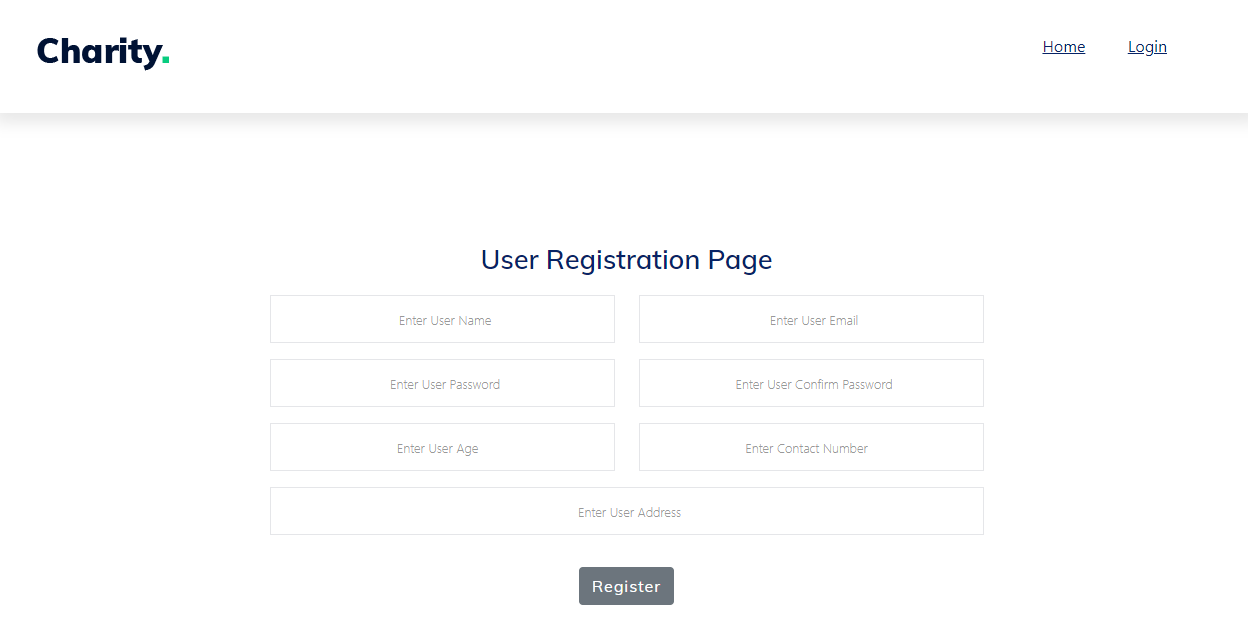 Charity.
Home Login
User Registration Page
Enter User Name Enter User Email
Enter User Password Enter User Confirm Password
Enter User Age Enter Contact Number
Enter User Address
Register